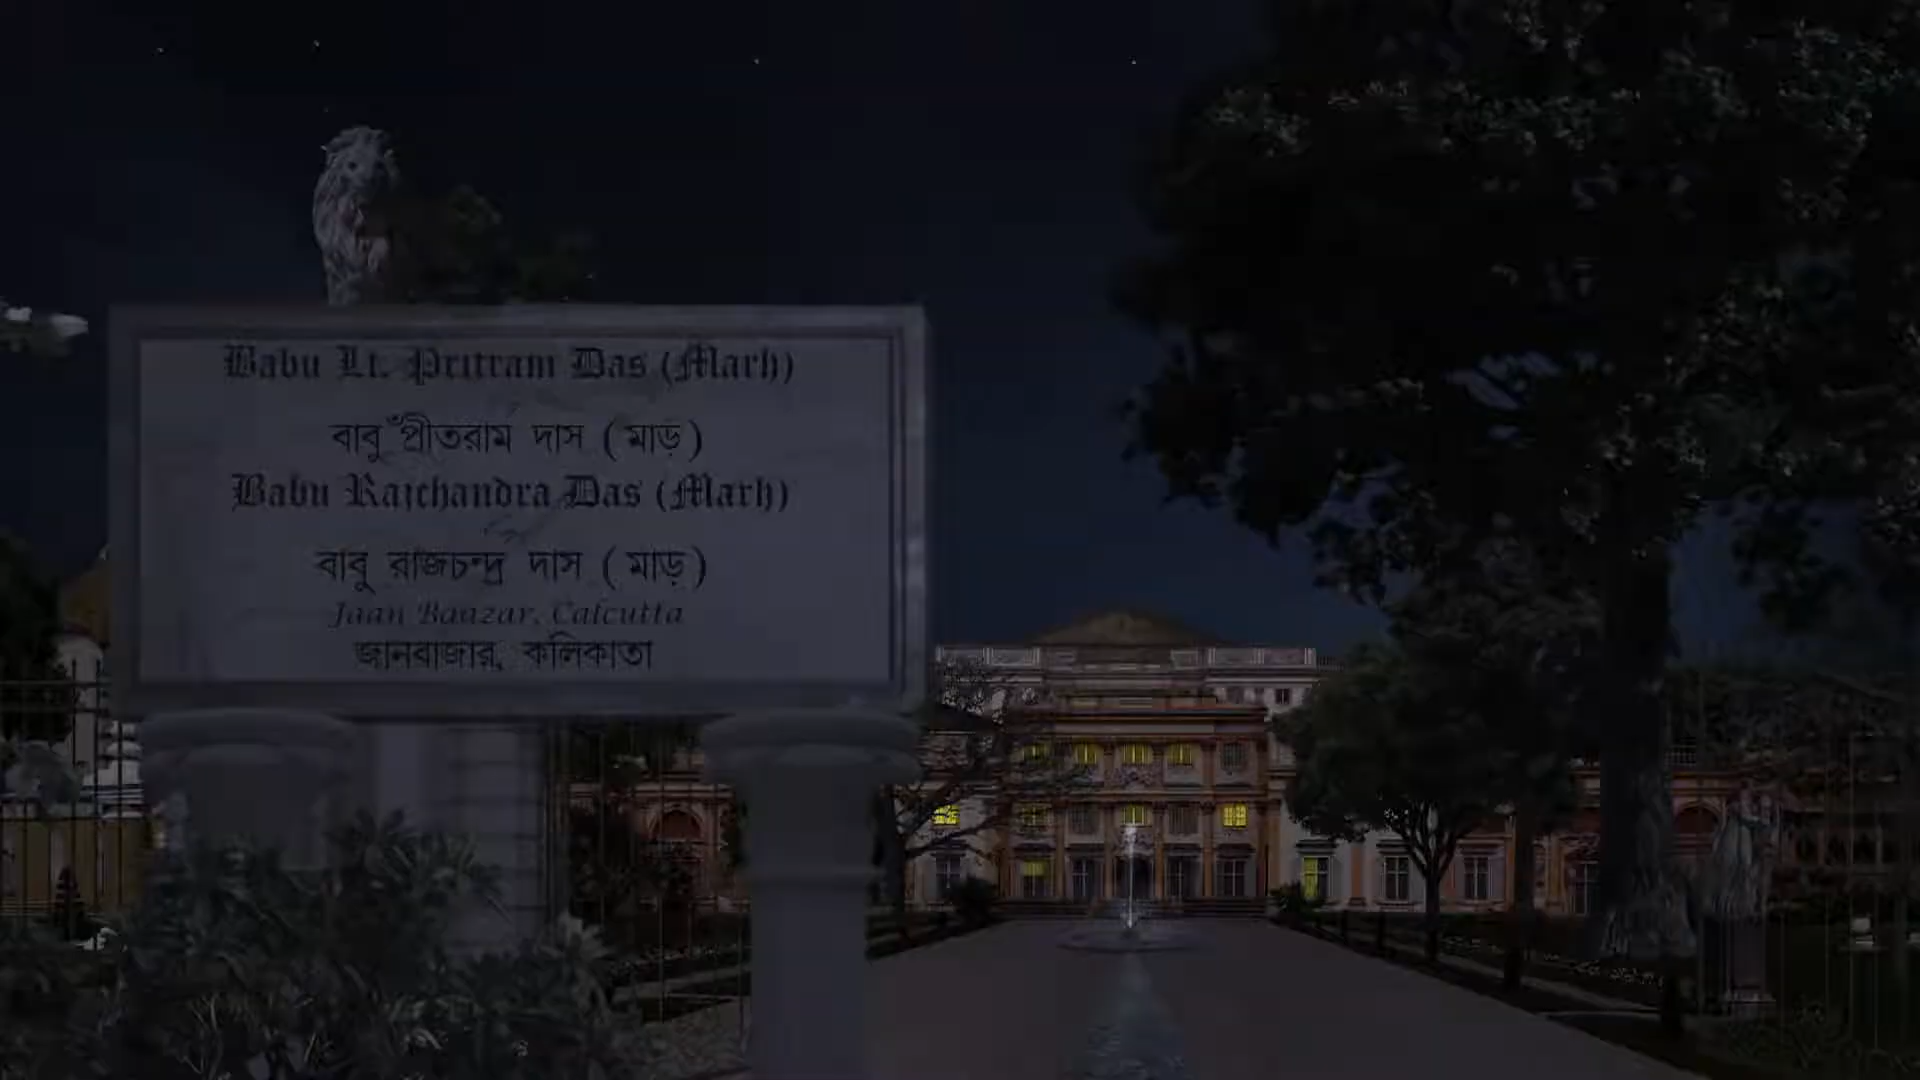 Babu Lt. Pritram Das (Marh)
বাবু ঁপ্রীতরাম দাস ( মাড় )
Babu Rajchandra Das (Marh)
বাবু রাজচন্দ্র দাস ( মাড় )
Jaan Baazar, Calcutta
জানবাজার, কলিকাতা